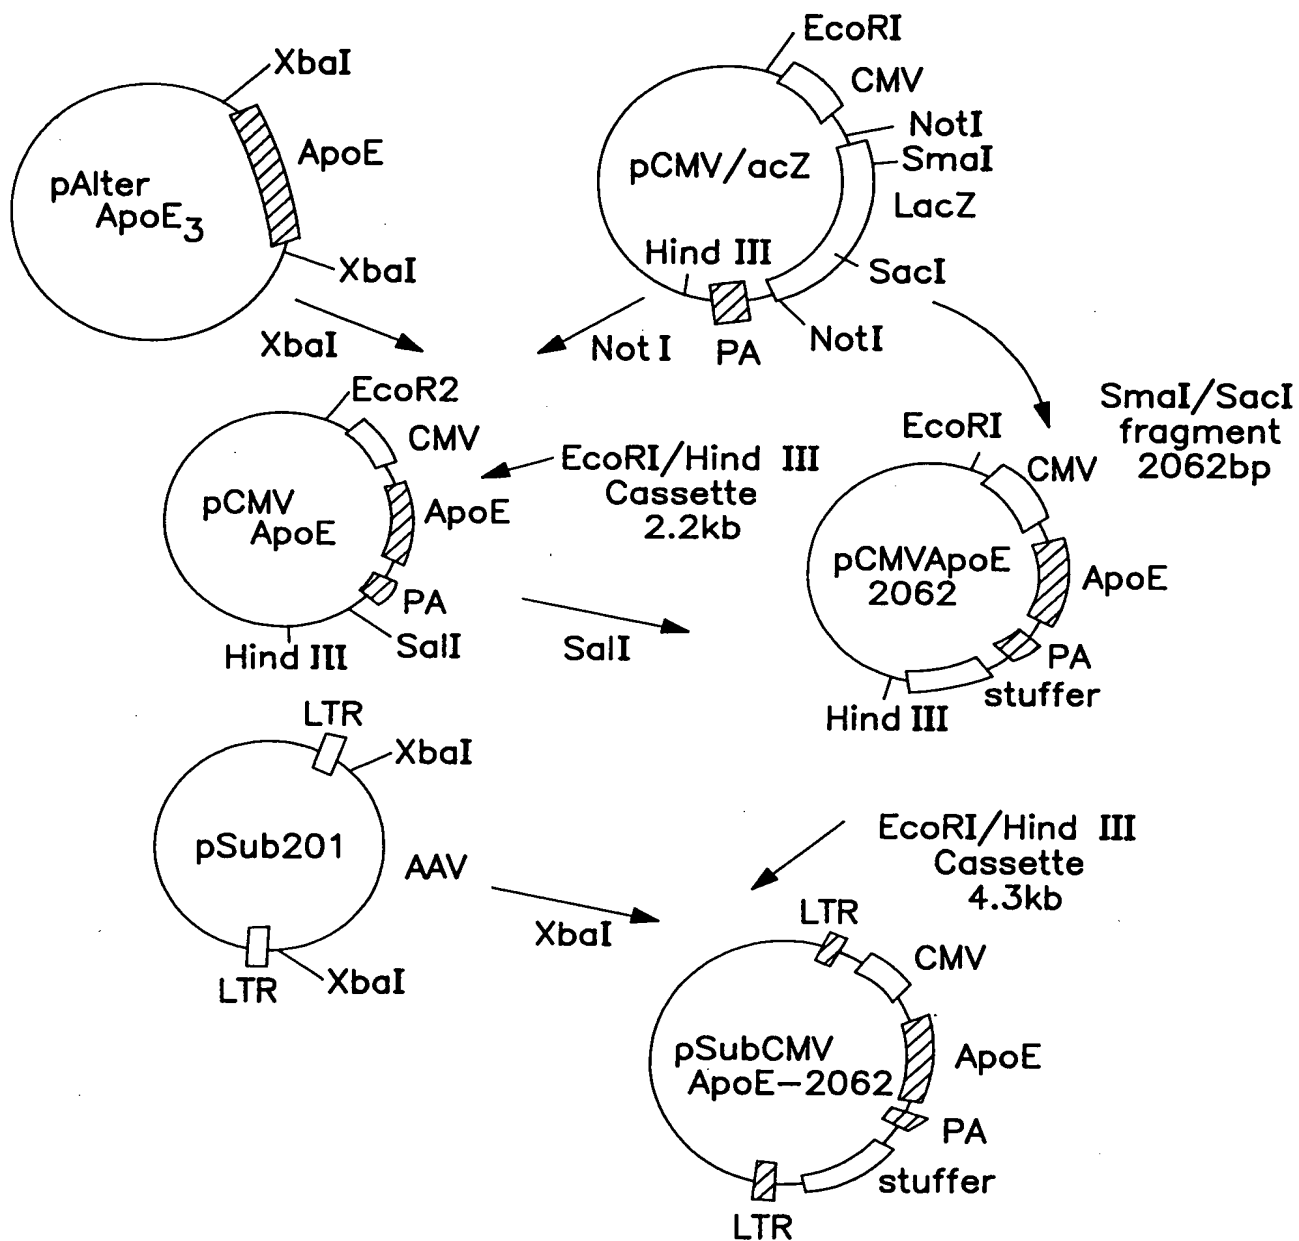 XbaI
ApoE
pAlter
ApoE3
XbaI
XbaI
EcoRI
CMV
NotI
SmaI
pCMV/acZ
LacZ
Hind III
SacI
NotI
Not I
PA
EcoR2
CMV
pCMV
ApoE
ApoE
PA
SalI
Hind III
EcoRI/Hind III
Cassette
2.2kb
SalI
SmaI/SacI
fragment
2062bp
EcoRI
CMV
pCMVApoE
2062
ApoE
PA
stuffer
Hind III
LTR
XbaI
pSub201
AAV
LTR
XbaI
XbaI
EcoRI/Hind III
Cassette
4.3kb
LTR
CMV
pSubCMV
ApoE-2062
ApoE
PA
stuffer
LTR